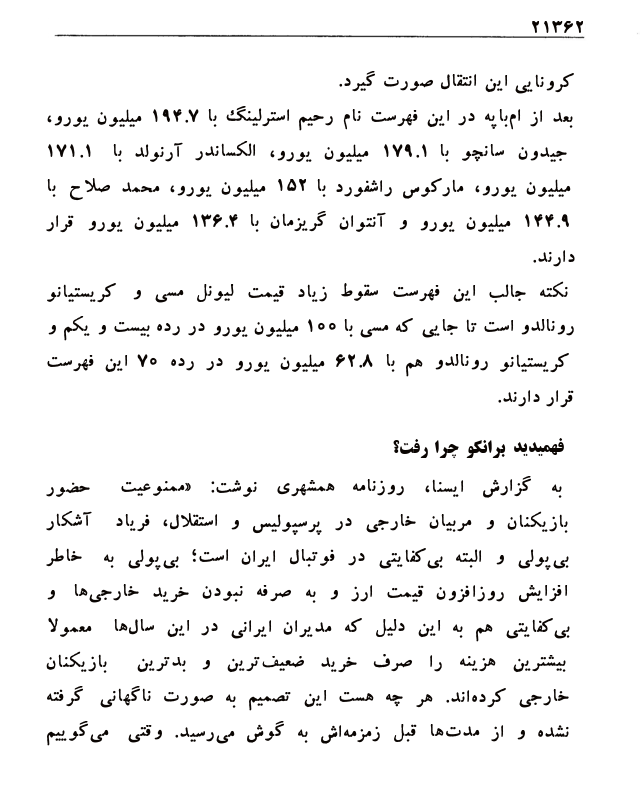 ۲۱۳۶۲
کرونایی این انتقال صورت گیرد.
بعد از ام‌باپه در این فهرست نام رحیم استرلینگ با ۱۹۴.۷ میلیون یورو،
جیدون سانچو با ۱۷۹.۱ میلیون یورو، الکساندر آرنولد با ۱۷۱.۱
میلیون یورو، مارکوس راشفورد با ۱۵۲ میلیون یورو، محمد صلاح با
۱۴۴.۹ میلیون یورو و آنتوان گریزمان با ۱۳۶.۴ میلیون یورو قرار
دارند.
نکته جالب این فهرست سقوط زیاد قیمت لیونل مسی و کریستیانو
رونالدو است تا جایی که مسی با ۱۰۰ میلیون یورو در رده بیست و یکم و
کریستیانو رونالدو هم با ۶۲.۸ میلیون یورو در رده ۷۰ این فهرست
قرار دارند.
فهمیدید برانکو چرا رفت؟
به گزارش ایسنا، روزنامه همشهری نوشت: «ممنوعیت حضور
بازیکنان و مربیان خارجی در پرسپولیس و استقلال، فریاد آشکار
بی‌پولی و البته بی‌کفایتی در فوتبال ایران است؛ بی‌پولی به خاطر
افزایش روزافزون قیمت ارز و به صرفه نبودن خرید خارجی‌ها و
بی‌کفایتی هم به این دلیل که مدیران ایرانی در این سال‌ها معمولا
بیشترین هزینه را صرف خرید ضعیف‌ترین و بدترین بازیکنان
خارجی کرده‌اند. هر چه هست این تصمیم به صورت ناگهانی گرفته
نشده و از مدت‌ها قبل زمزمه‌اش به گوش می‌رسید. وقتی می‌گوییم